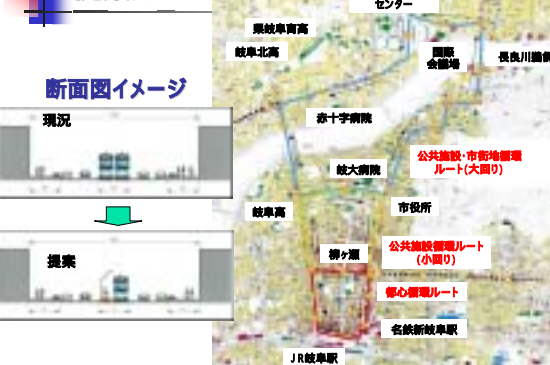 センター
県岐阜商高
岐阜北高
国際
会議場
断面図イメージ
現況
赤十字病院
公共施設・市街地循環
ルート(大回り)
岐大病院
岐阜高
市役所
柳ヶ瀬
公共施設循環ルート
(小回り)
提案
都心循環ルート
名鉄新岐阜駅
JR岐阜駅